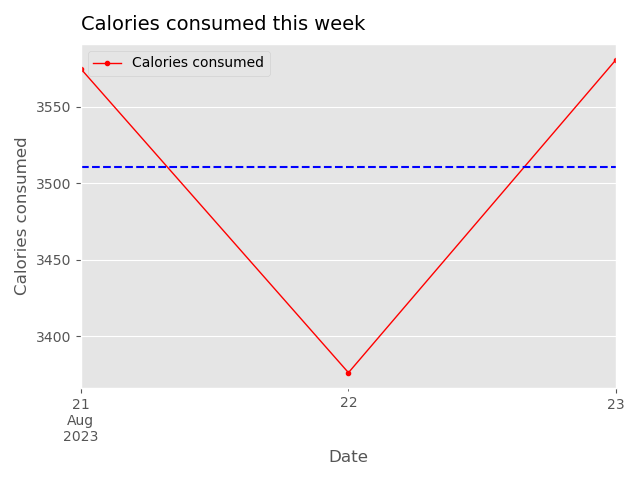 Calories consumed this week
Calories consumed
3550
3500
3450
3400
Calories consumed
21
Aug
2023
22
23
Date